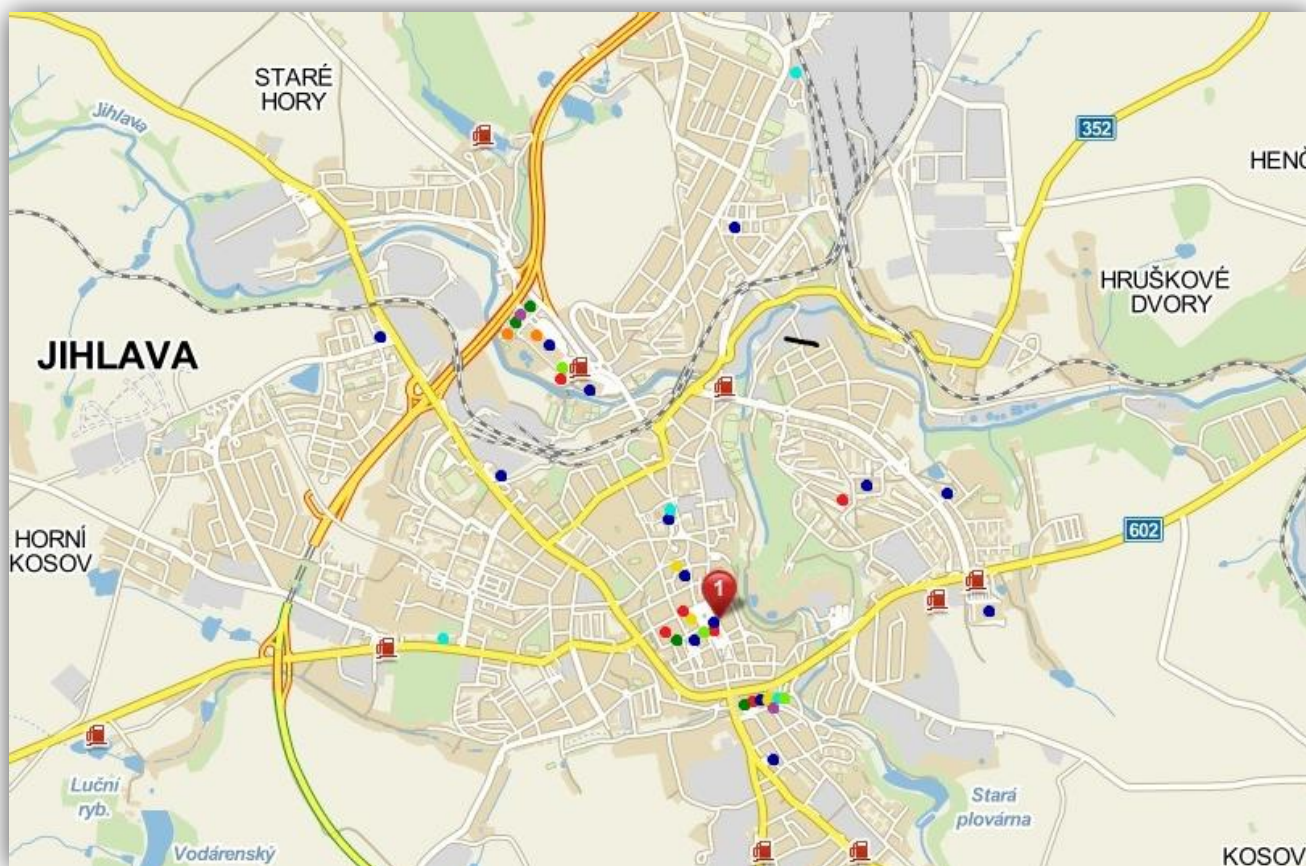 STARÉ
HORY
Jihlava
352
HENČ
HRUŠKOVÉ
DVORY
JIHLAVA
HORNÍ
KOSOV
602
1
Luční
ryb.
Stará
plovárna
Vodárenský
KOSOV